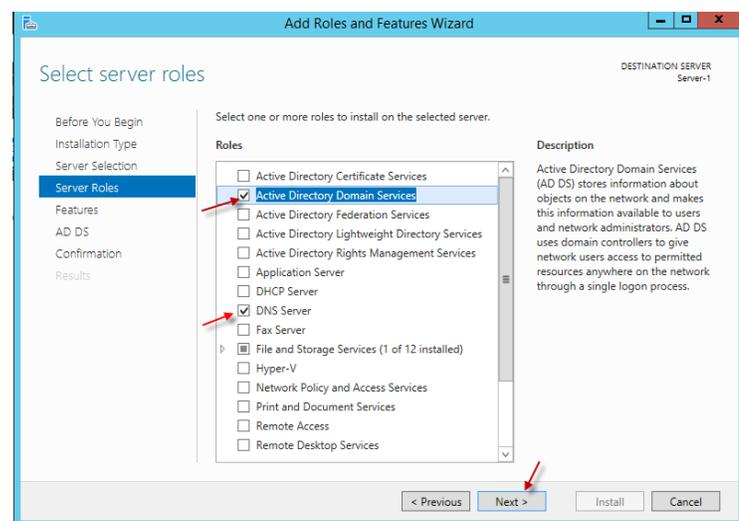 Add Roles and Features Wizard
Select server roles
DESTINATION SERVER
Server-1
Before You Begin
Installation Type
Server Selection
Server Roles
Features
AD DS
Confirmation
Results
Select one or more roles to install on the selected server.
Roles
Active Directory Certificate Services
Active Directory Domain Services
Active Directory Federation Services
Active Directory Lightweight Directory Services
Active Directory Rights Management Services
Application Server
DHCP Server
DNS Server
Fax Server
File and Storage Services (1 of 12 installed)
Hyper-V
Network Policy and Access Services
Print and Document Services
Remote Access
Remote Desktop Services
Description
Active Directory Domain Services
(AD DS) stores information about
objects on the network and makes
this information available to users
and network administrators. AD DS
uses domain controllers to give
network users access to permitted
resources anywhere on the network
through a single logon process.
< Previous
Next >
Install
Cancel